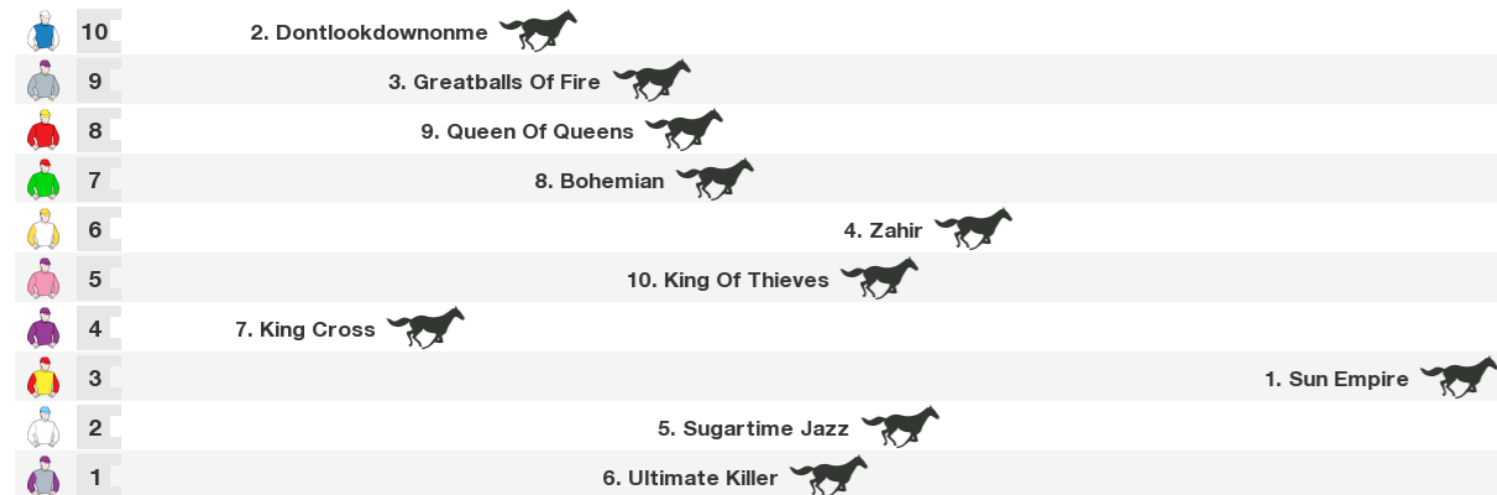 10 2. Dontlookdownonme
9 3. Greatballs Of Fire
8 9. Queen Of Queens
7 8. Bohemian
6 4. Zahir
5 10. King Of Thieves
4 7. King Cross
3 1. Sun Empire
2 5. Sugartime Jazz
1 6. Ultimate Killer